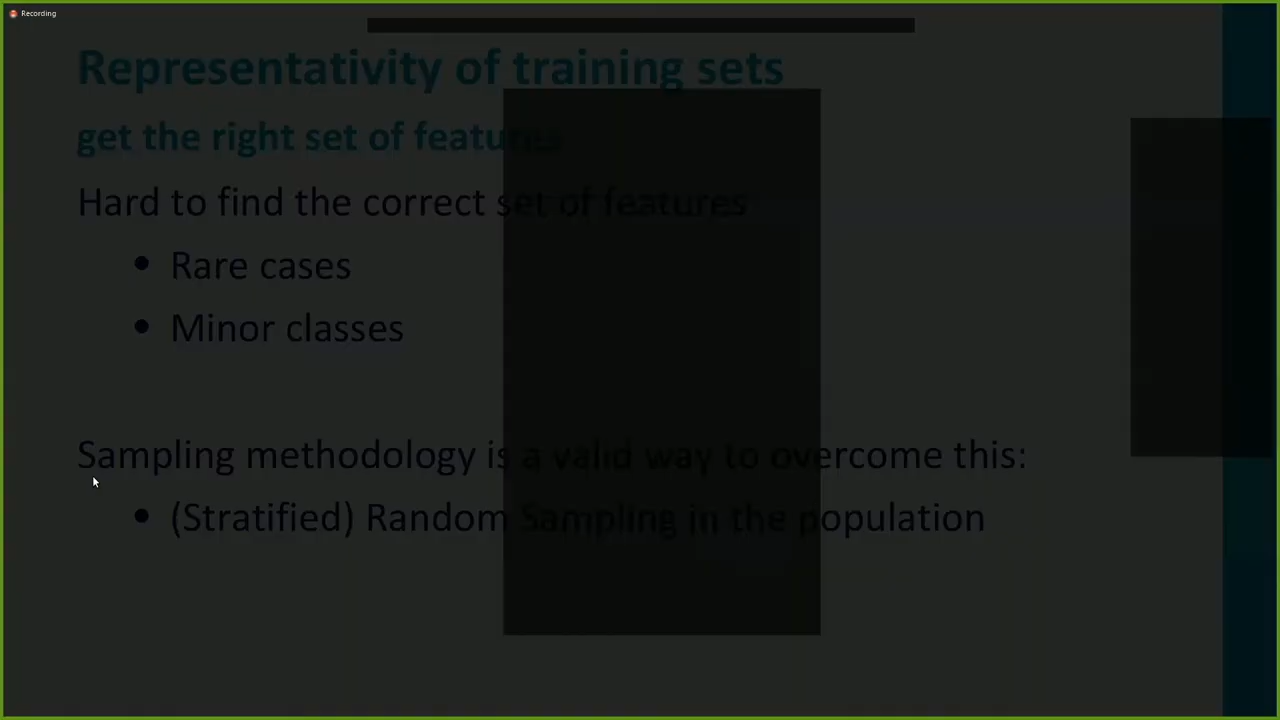 Recording
Representativity of training sets
get the right set of features
Hard to find the correct set of features
• Rare cases
• Minor classes
Sampling methodology is a valid way to overcome this:
• (Stratified) Random Sampling in the population